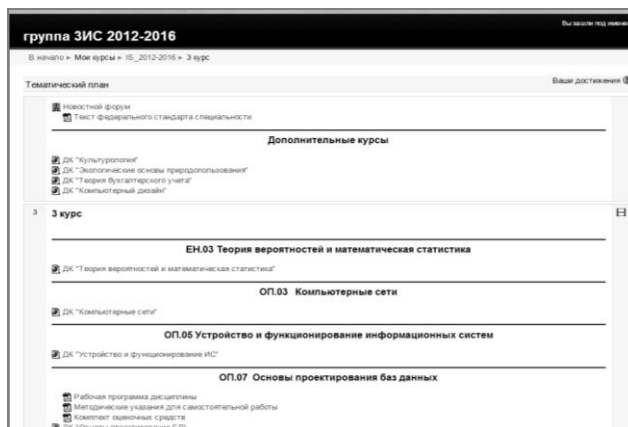 Вы зашли под имене
группа ЗИС 2012-2016
В начало ► Мои курсы ► IS_2012-2016 ► 3 курс
Тематический план
Ваши достижения
Новостной форум
Текст федерального стандарта специальности
Дополнительные курсы
ДК "Культурология"
ДК "Экологические основы природопользования"
ДК "Теория бухгалтерского учета"
ДК "Компьютерный дизайн"
3
3 курс
ЕН.03 Теория вероятностей и математическая статистика
ДК "Теория вероятностей и математическая статистика"
ОП.03 Компьютерные сети
ДК "Компьютерные сети"
ОП.05 Устройство и функционирование информационных систем
ДК "Устройство и функционирование ИС"
ОП.07 Основы проектирования баз данных
Рабочая программа дисциплины
Методические указания для самостоятельной работы
Комплект оценочных средств
ДК "Основы проектирования БД"